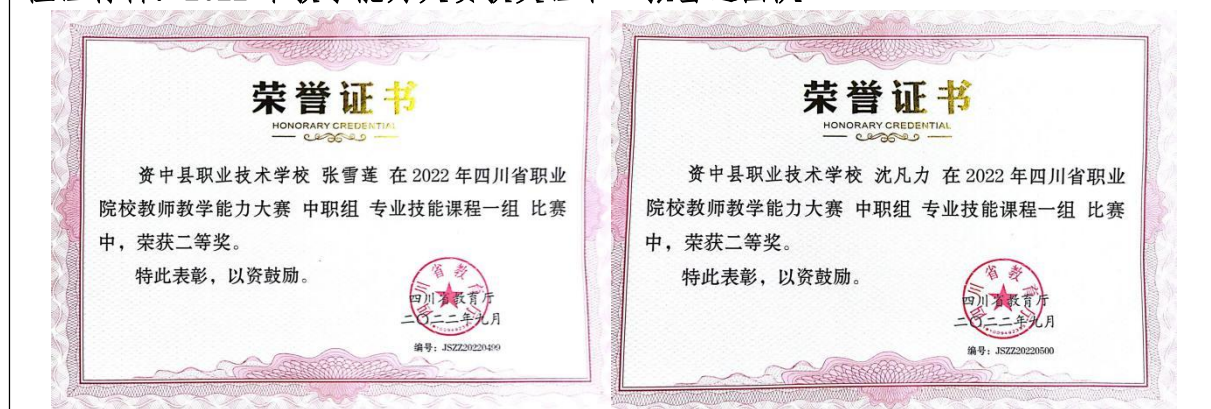 荣誉证书
HONORARY CREDENTIAL
资中县职业技术学校 张雪莲 在 2022 年四川省职业
院校教师教学能力大赛 中职组 专业技能课程一组 比赛
中，荣获二等奖。
特此表彰，以资鼓励。
四川省教育厅
二〇二二年九月
编号：JSZZ20220499
荣誉证书
HONORARY CREDENTIAL
资中县职业技术学校 沈凡力 在 2022 年四川省职业
院校教师教学能力大赛 中职组 专业技能课程一组 比赛
中，荣获二等奖。
特此表彰，以资鼓励。
四川省教育厅
二〇二二年九月
编号：JSZZ20220500